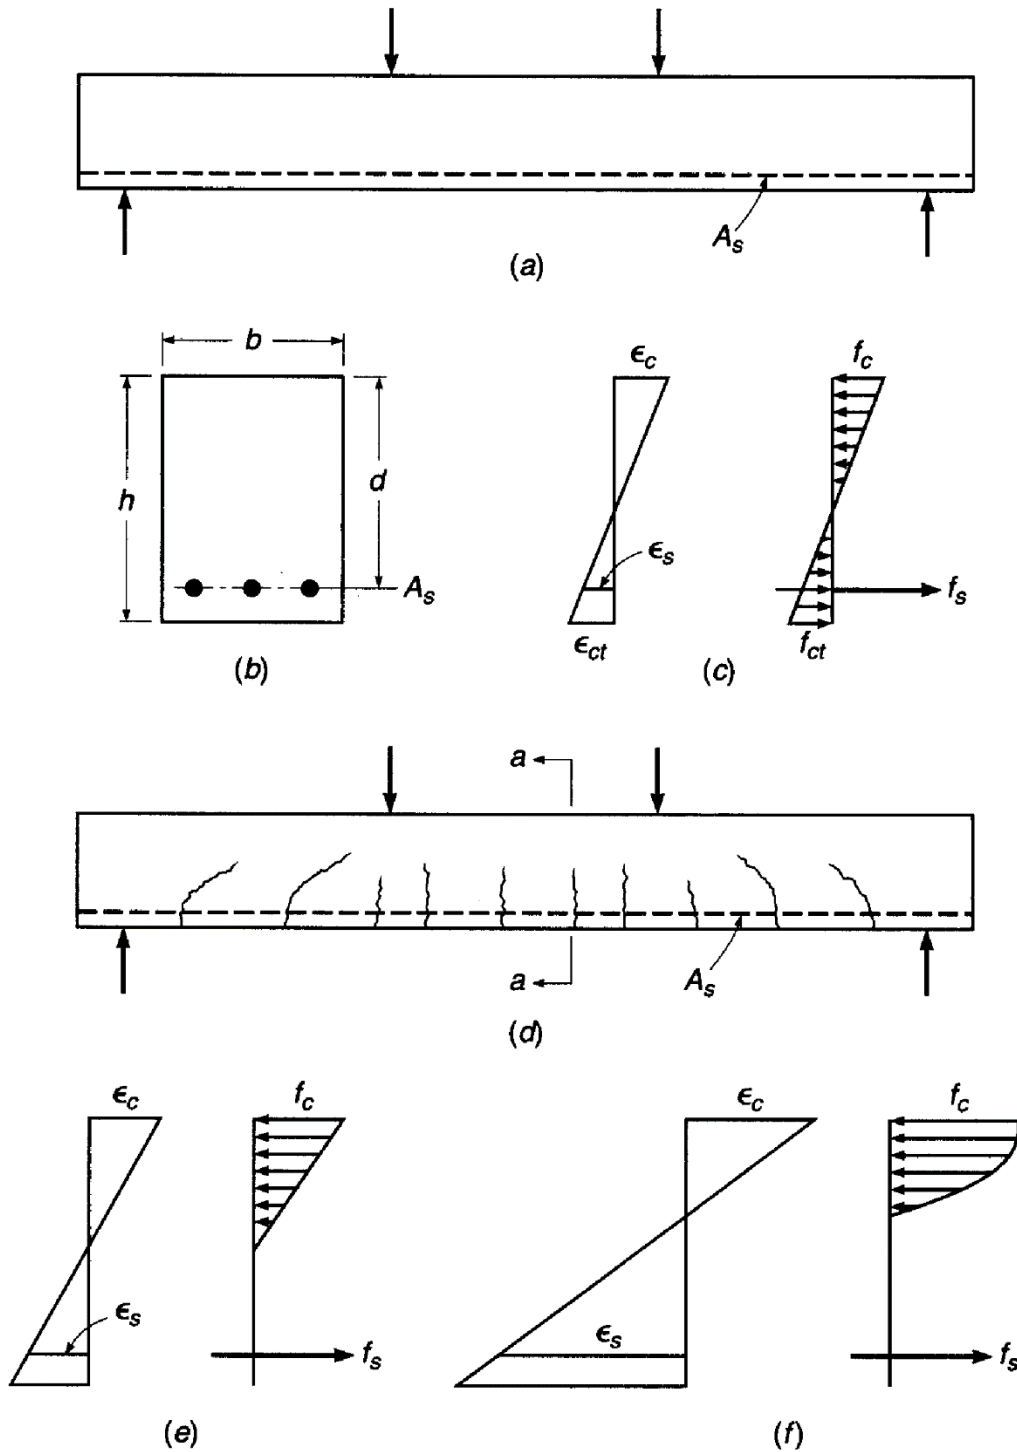 A_s
(a)
b
h
d
A_s
(b)
ϵ_c
ϵ_s
ϵ_ct
f_c
f_s
f_ct
(c)
a
a
A_s
(d)
ϵ_c
ϵ_s
f_c
f_s
(e)
ϵ_c
ϵ_s
f_c
f_s
(f)